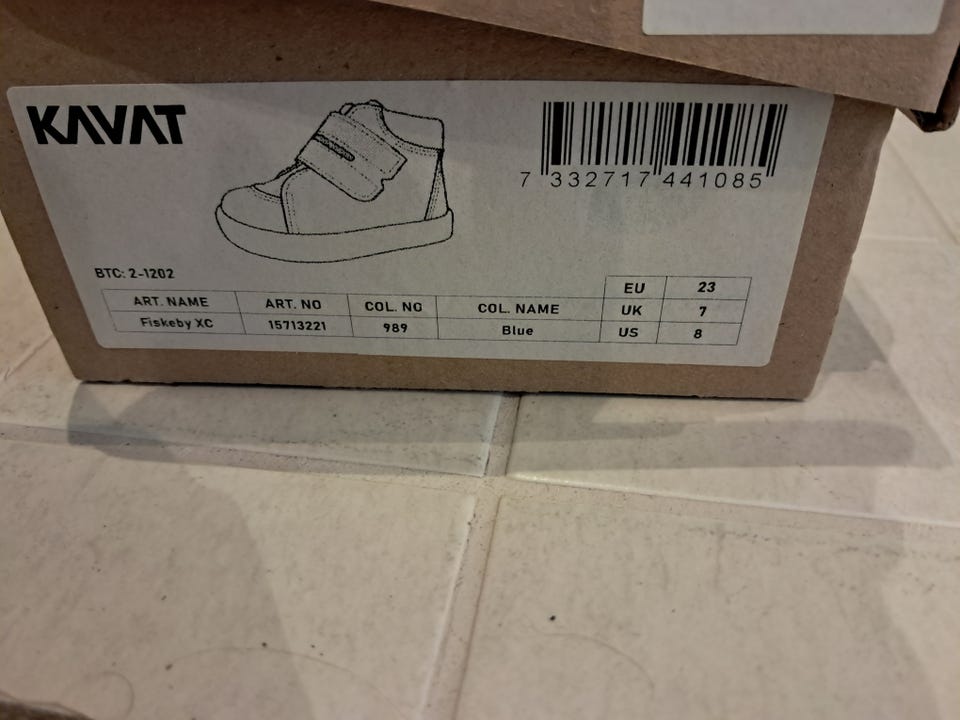 KAVAT
7 332717 441085
BTC: 2-1202
EU 23
ART. NAME ART. NO COL. NO COL. NAME UK 7
Fiskeby XC 15713221 989 Blue US 8